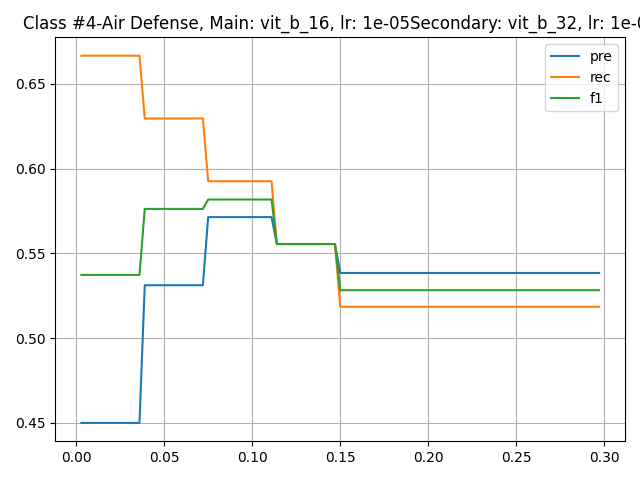 Class #4-Air Defense, Main: vit_b_16, lr: 1e-05Secondary: vit_b_32, lr: 1e-0
pre
rec
f1
0.65
0.60
0.55
0.50
0.45
0.00 0.05 0.10 0.15 0.20 0.25 0.30